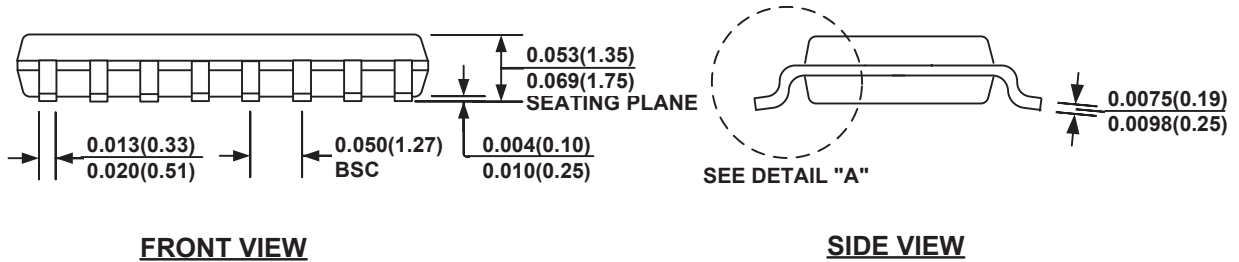 0.053(1.35)
0.069(1.75)
SEATING PLANE
0.013(0.33)
0.020(0.51)
0.050(1.27)
BSC
0.004(0.10)
0.010(0.25)
FRONT VIEW
0.0075(0.19)
0.0098(0.25)
SEE DETAIL "A"
SIDE VIEW